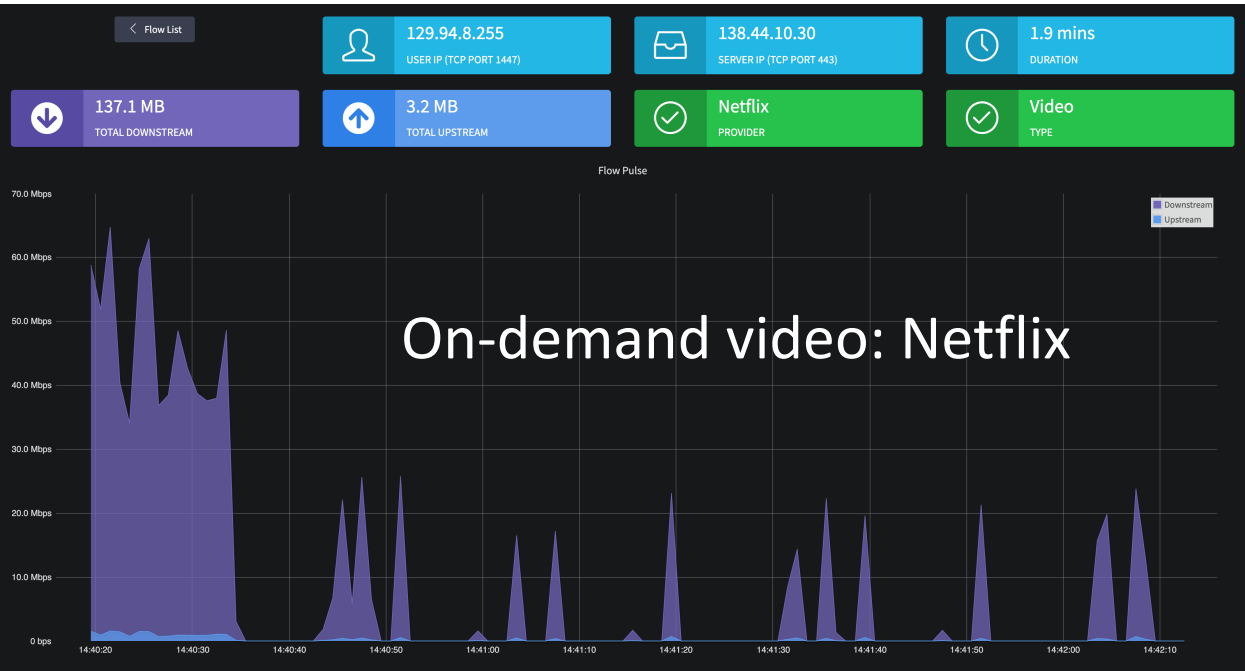 Flow List
129.94.8.255
USER IP (TCP PORT 1447)
138.44.10.30
SERVER IP (TCP PORT 443)
1.9 mins
DURATION
137.1 MB
TOTAL DOWNSTREAM
3.2 MB
TOTAL UPSTREAM
Netflix
PROVIDER
Video
TYPE
Flow Pulse
70.0 Mbps
Downstream
Upstream
60.0 Mbps
50.0 Mbps
On-demand video: Netflix
40.0 Mbps
30.0 Mbps
20.0 Mbps
10.0 Mbps
0 bps
14:40:20 14:40:30 14:40:40 14:40:50 14:41:00 14:41:10 14:41:20 14:41:30 14:41:40 14:41:50 14:42:00 14:42:10